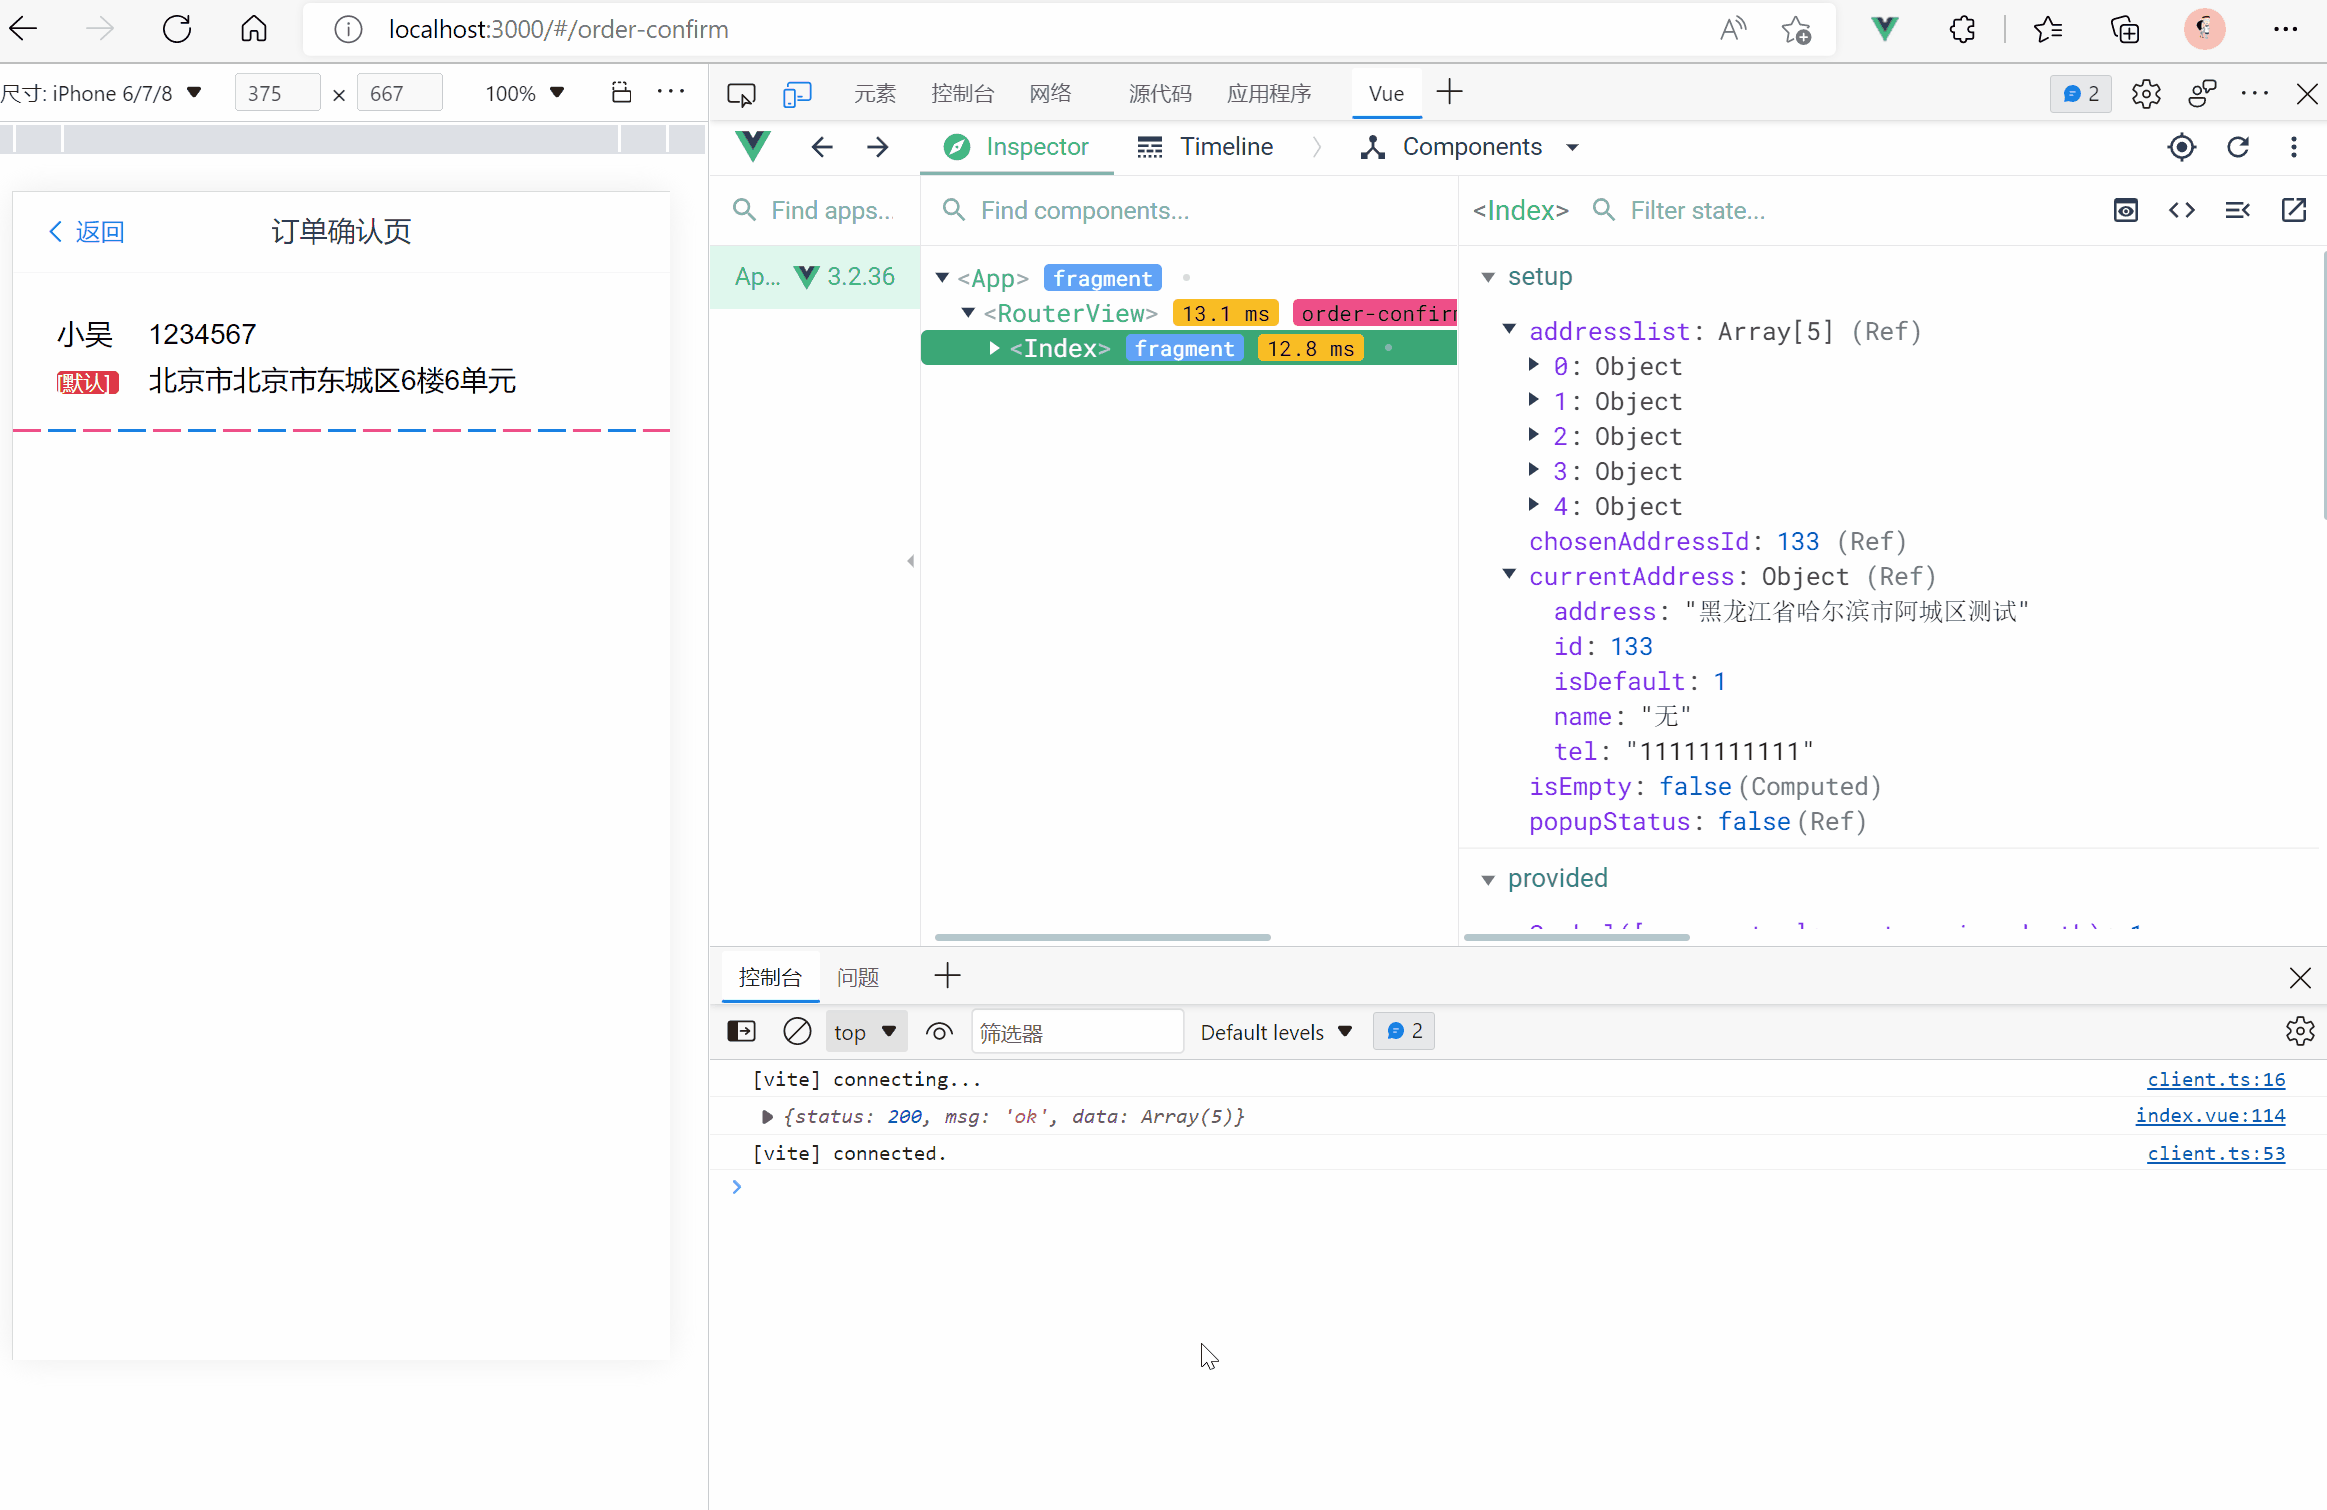 localhost:3000/#/order-confirm
尺寸: iPhone 6/7/8
375 × 667
100%
元素 控制台 网络 源代码 应用程序 Vue
2
Inspector Timeline Components
Find apps...
Find components...
<Index> Filter state...
返回 订单确认页
Ap... 3.2.36
<App> fragment
<RouterView> 13.1 ms
<Index> fragment 12.8 ms
小吴 1234567
[默认] 北京市北京市东城区6楼6单元
setup
addresslist: Array[5] (Ref)
0: Object
1: Object
2: Object
3: Object
4: Object
chosenAddressId: 133 (Ref)
currentAddress: Object (Ref)
address: "黑龙江省哈尔滨市阿城区测试"
id: 133
isDefault: 1
name: "无"
tel: "11111111111"
isEmpty: false (Computed)
popupStatus: false (Ref)
provided
控制台 问题
top 筛选器 Default levels 2
[vite] connecting... client.ts:16
{status: 200, msg: 'ok', data: Array(5)} index.vue:114
[vite] connected. client.ts:53